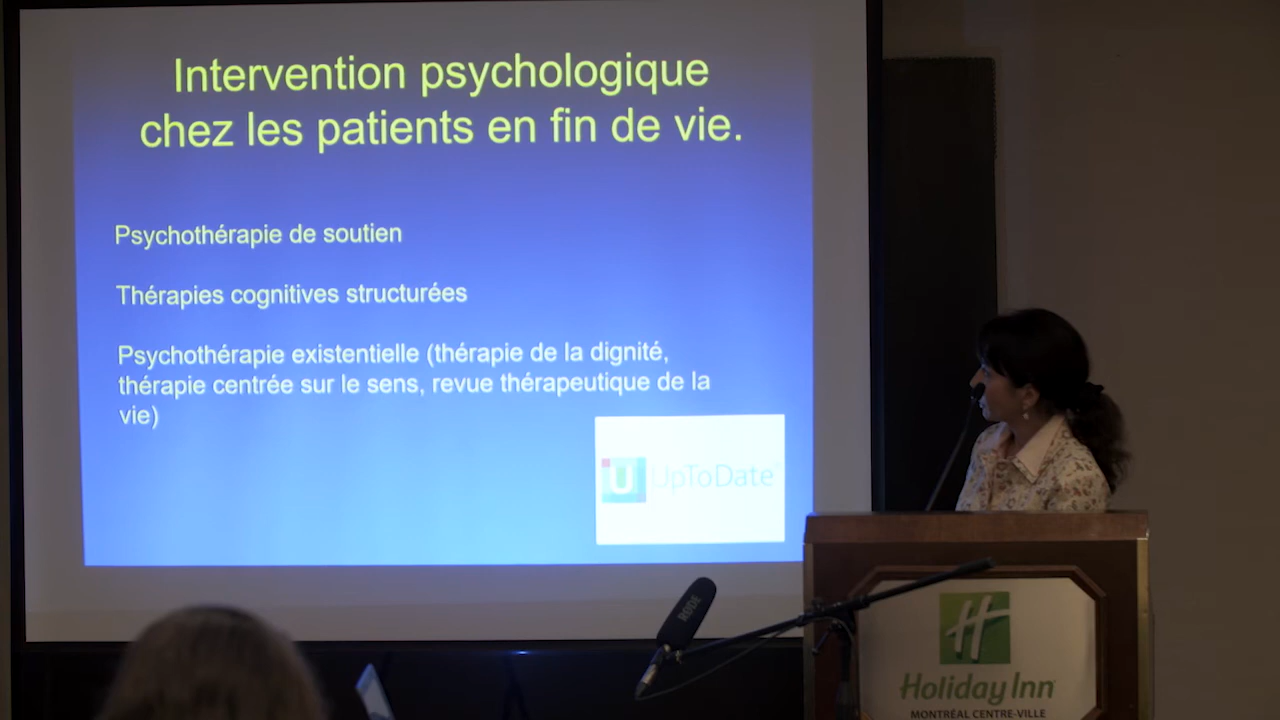 Intervention psychologique
chez les patients en fin de vie.
Psychothérapie de soutien
Thérapies cognitives structurées
Psychothérapie existentielle (thérapie de la dignité,
thérapie centrée sur le sens, revue thérapeutique de la
vie)
U UpToDate
RØDE
H
Holiday Inn
MONTRÉAL CENTRE-VILLE